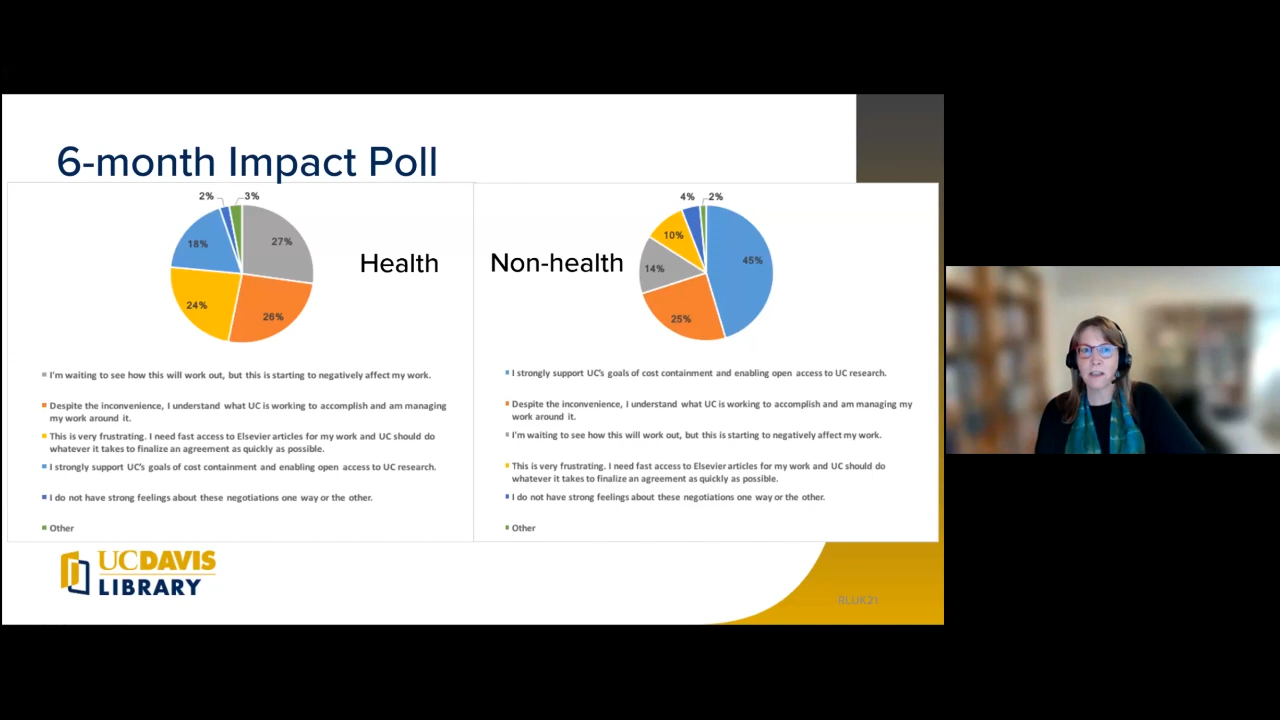 6-month Impact Poll
2%
3%
27%
18%
24%
26%
Health
I'm waiting to see how this will work out, but this is starting to negatively affect my work.
Despite the inconvenience, I understand what UC is working to accomplish and am managing
my work around it.
This is very frustrating. I need fast access to Elsevier articles for my work and UC should do
whatever it takes to finalize an agreement as quickly as possible.
I strongly support UC's goals of cost containment and enabling open access to UC research.
I do not have strong feelings about these negotiations one way or the other.
Other
Non-health
4%
2%
10%
45%
14%
25%
I strongly support UC's goals of cost containment and enabling open access to UC research.
Despite the inconvenience, I understand what UC is working to accomplish and am managing my
work around it.
I'm waiting to see how this will work out, but this is starting to negatively affect my work.
This is very frustrating. I need fast access to Elsevier articles for my work and UC should do
whatever it takes to finalize an agreement as quickly as possible.
I do not have strong feelings about these negotiations one way or the other.
Other
UCDAVIS
LIBRARY
RLUK21